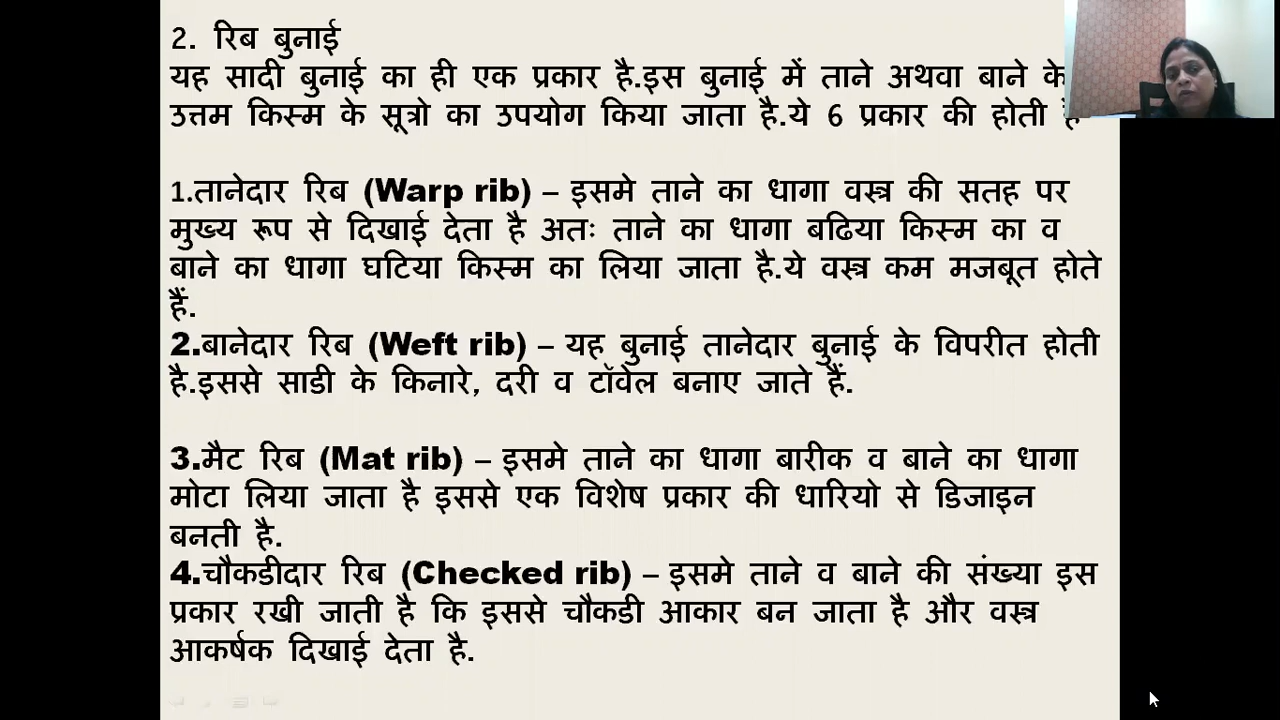 2. रिब बुनाई
यह सादी बुनाई का ही एक प्रकार है.इस बुनाई में ताने अथवा बाने के
उत्तम किस्म के सूत्रो का उपयोग किया जाता है.ये 6 प्रकार की होती है
1.तानेदार रिब (Warp rib) – इसमे ताने का धागा वस्त्र की सतह पर
मुख्य रूप से दिखाई देता है अतः ताने का धागा बढिया किस्म का व
बाने का धागा घटिया किस्म का लिया जाता है.ये वस्त्र कम मजबूत होते
हैं.
2.बानेदार रिब (Weft rib) – यह बुनाई तानेदार बुनाई के विपरीत होती
है.इससे साडी के किनारे, दरी व टॉवेल बनाए जाते हैं.
3.मैट रिब (Mat rib) – इसमे ताने का धागा बारीक व बाने का धागा
मोटा लिया जाता है इससे एक विशेष प्रकार की धारियो से डिजाइन
बनती है.
4.चौकडीदार रिब (Checked rib) – इसमे ताने व बाने की संख्या इस
प्रकार रखी जाती है कि इससे चौकडी आकार बन जाता है और वस्त्र
आकर्षक दिखाई देता है.